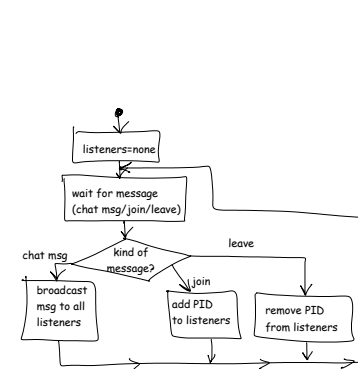 listeners=none
wait for message
(chat msg/join/leave)
chat msg
kind of
message?
leave
join
broadcast
msg to all
listeners
add PID
to listeners
remove PID
from listeners